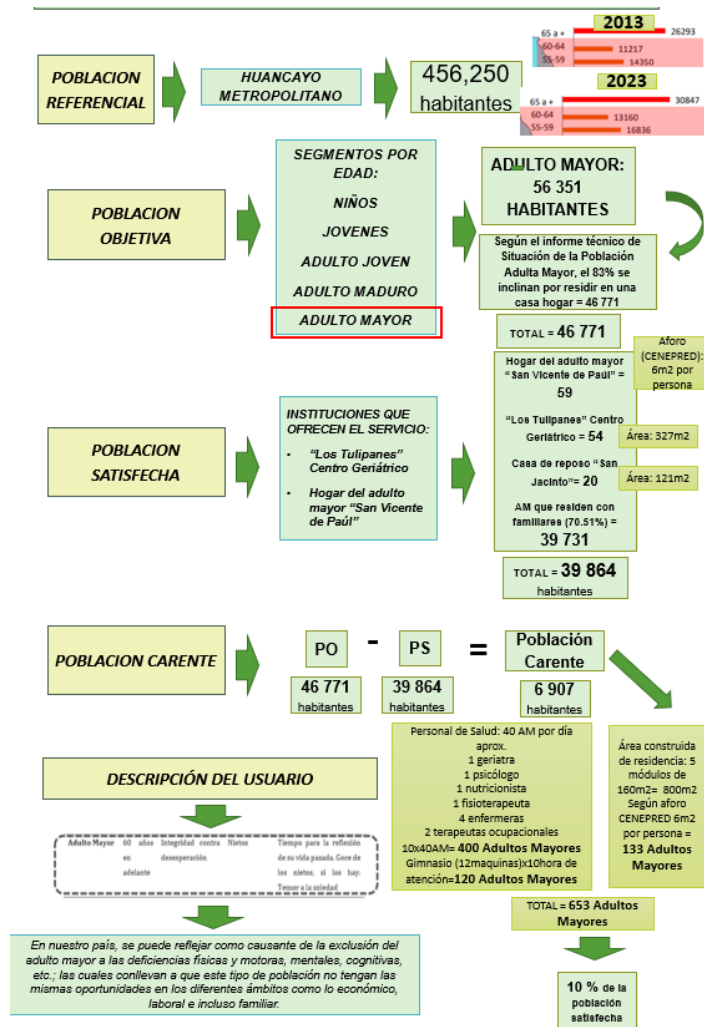 POBLACION
REFERENCIAL
HUANCAYO
METROPOLITANO
456,250
habitantes
2013
65 a +
26293
60-64
11217
55-59
14350
2023
65 a +
30847
60-64
13160
55-59
16836
POBLACION
OBJETIVA
SEGMENTOS POR
EDAD:
NIÑOS
JOVENES
ADULTO JOVEN
ADULTO MADURO
ADULTO MAYOR
ADULTO MAYOR:
56 351
HABITANTES
Según el informe técnico de
Situación de la Población
Adulta Mayor, el 83% se
inclinan por residir en una
casa hogar = 46 771
TOTAL = 46 771
POBLACION
SATISFECHA
INSTITUCIONES QUE
OFRECEN EL SERVICIO:
- "Los Tulipanes"
Centro Geriátrico
- Hogar del adulto
mayor "San Vicente
de Paúl"
Hogar del adulto mayor
"San Vicente de Paúl" =
59
"Los Tulipanes" Centro
Geriátrico = 54
Casa de reposo "San
Jacinto"= 20
AM que residen con
familiares (70.51%) =
39 731
Aforo
(CENEPRED):
6m2 por
persona
Área: 327m2
Área: 121m2
TOTAL = 39 864
habitantes
POBLACION CARENTE
PO
-
PS
=
Población
Carente
46 771
habitantes
39 864
habitantes
6 907
habitantes
DESCRIPCIÓN DEL USUARIO
Adulto Mayor 60 años Integridad contra Nietos Tiempo para la reflexión
en desesperación de su vida pasada. Goce de
adelante los nietos, si los hay.
Temor a la soledad
En nuestro país, se puede reflejar como causante de la exclusión del
adulto mayor a las deficiencias físicas y motoras, mentales, cognitivas,
etc.; las cuales conllevan a que este tipo de población no tengan las
mismas oportunidades en los diferentes ámbitos como lo económico,
laboral e incluso familiar.
Personal de Salud: 40 AM por día
aprox.
1 geriatra
1 psicólogo
1 nutricionista
1 fisioterapeuta
4 enfermeras
2 terapeutas ocupacionales
10x40AM= 400 Adultos Mayores
Gimnasio (12maquinas)x10hora de
atención=120 Adultos Mayores
Área construida
de residencia: 5
módulos de
160m2= 800m2
Según aforo
CENEPRED 6m2
por persona =
133 Adultos
Mayores
TOTAL = 653 Adultos
Mayores
10 % de la
población
satisfecha